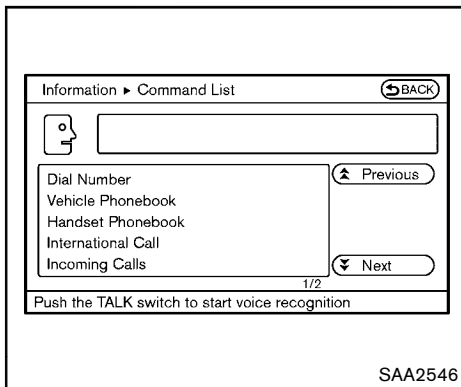 Information ▸ Command List BACK
Dial Number
Previous
Vehicle Phonebook
Handset Phonebook
International Call
Incoming Calls
Next
1/2
Push the TALK switch to start voice recognition
SAA2546